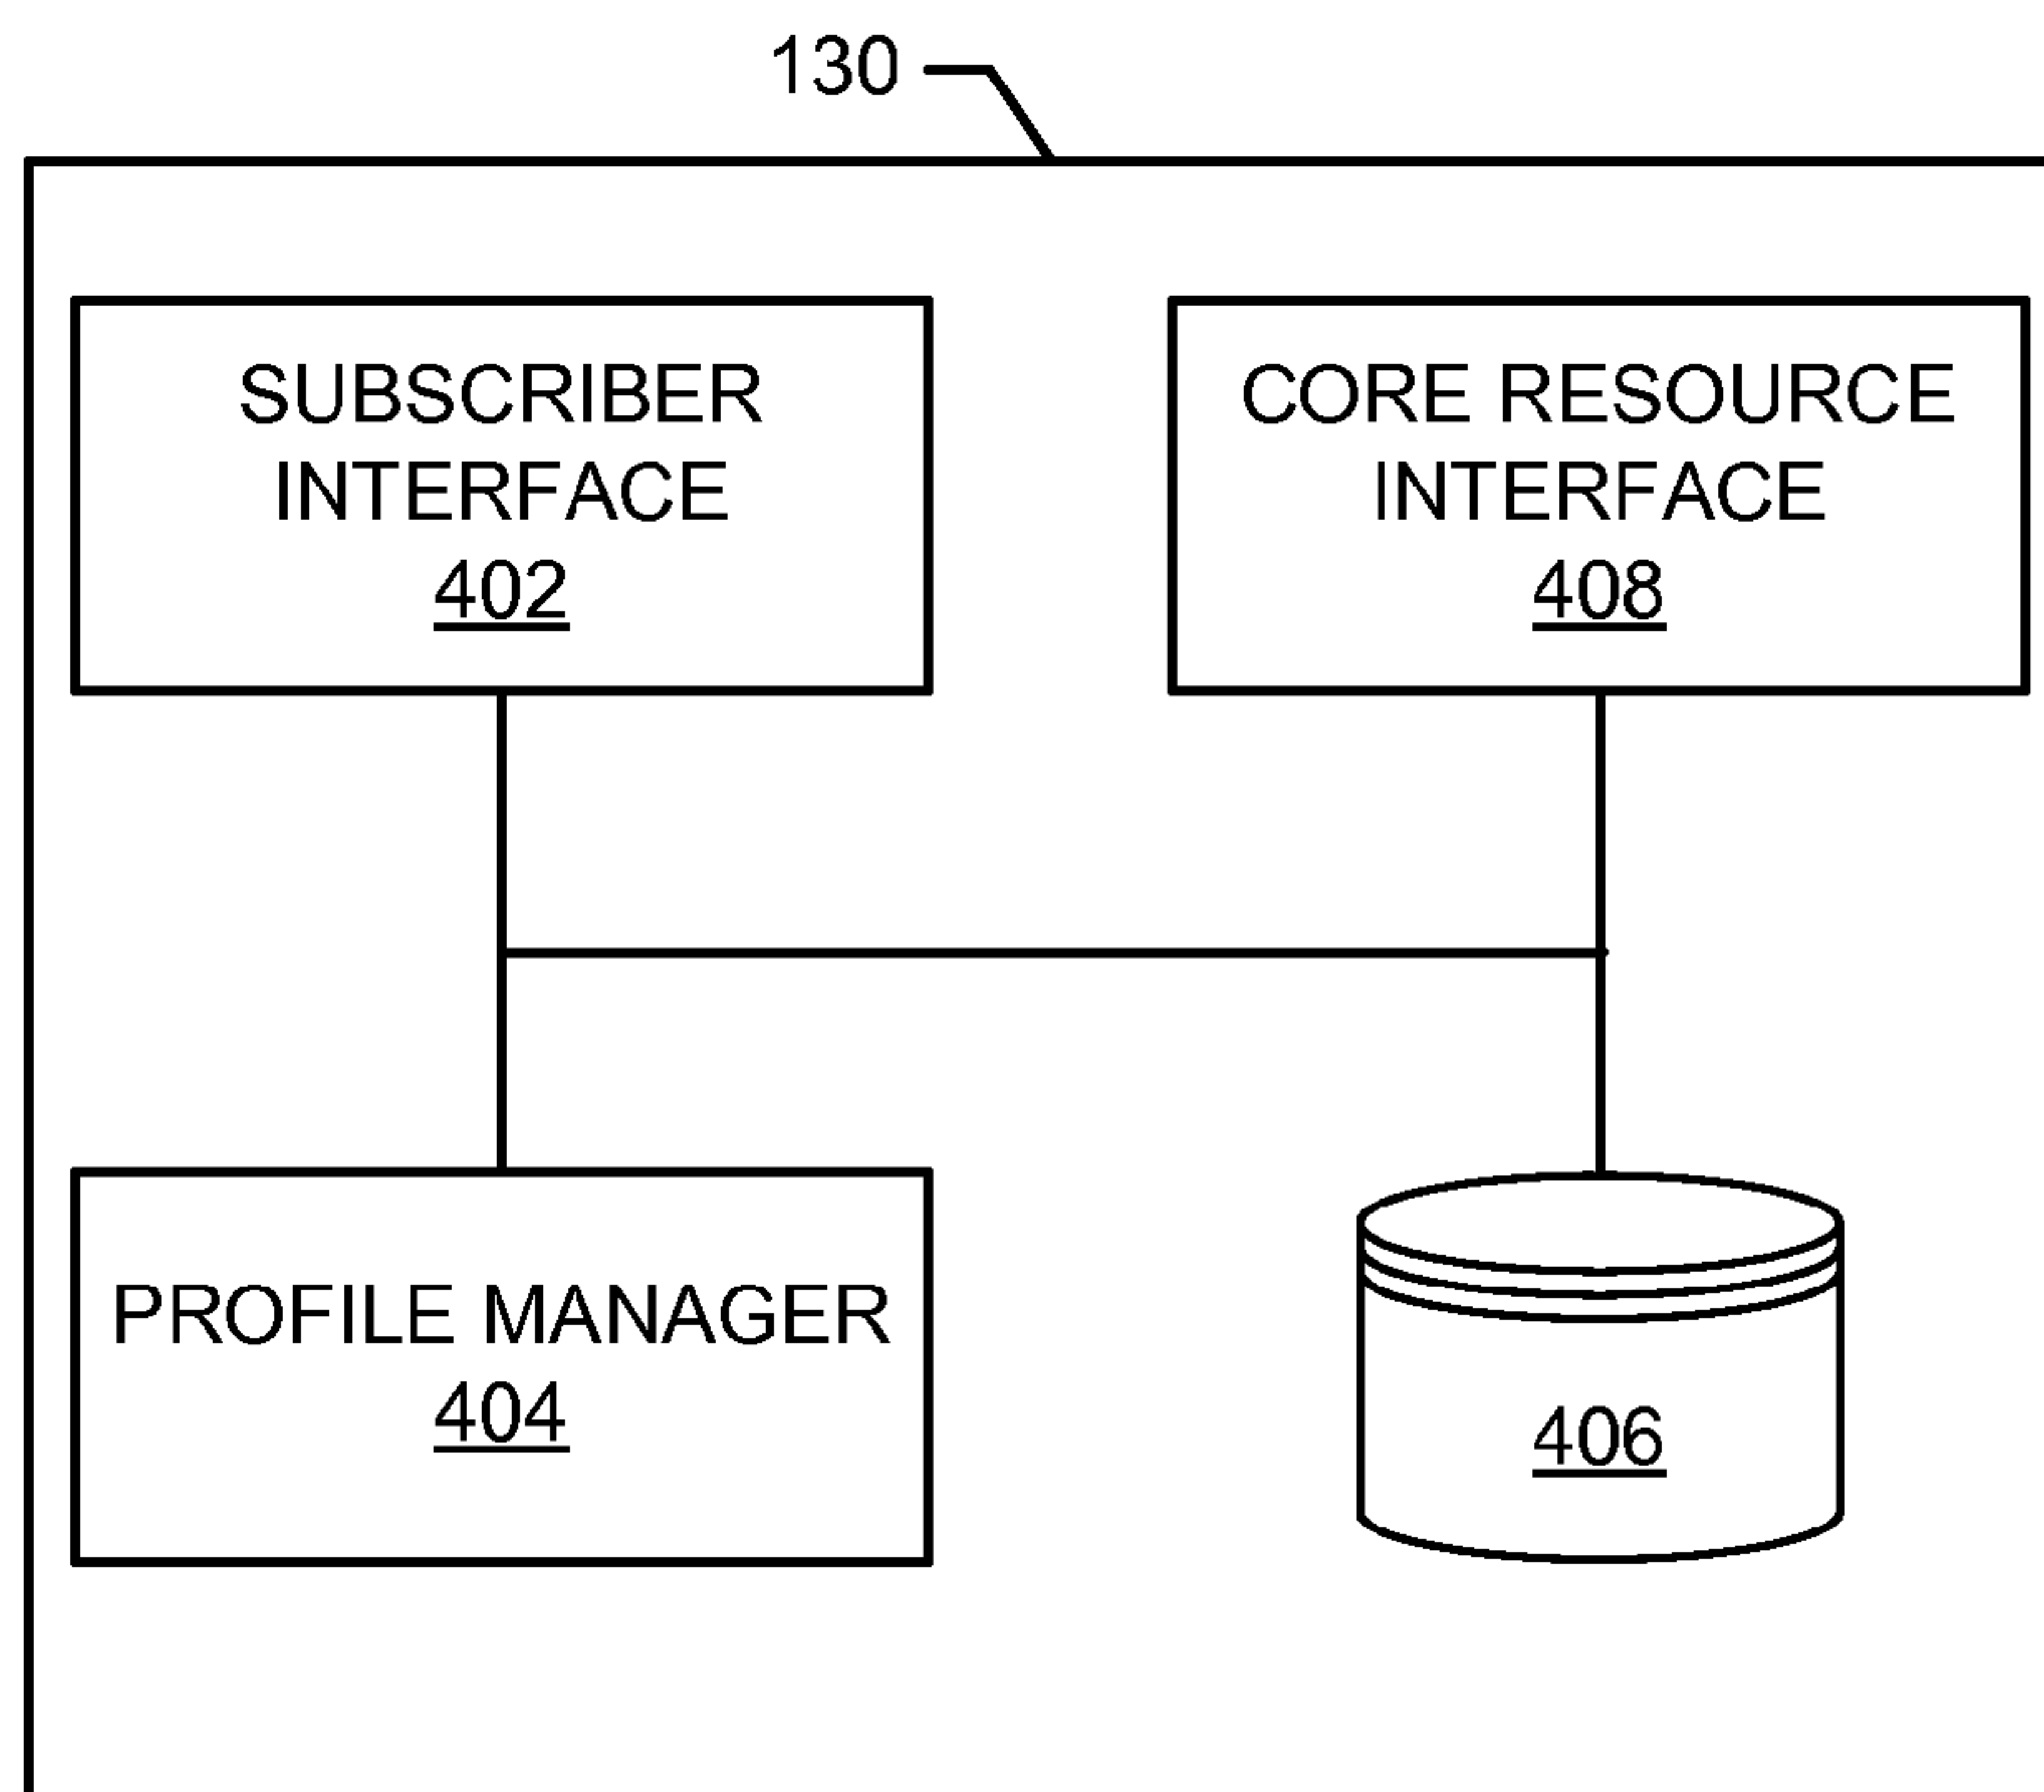 130
SUBSCRIBER
INTERFACE
402
CORE RESOURCE
INTERFACE
408
PROFILE MANAGER
404
406